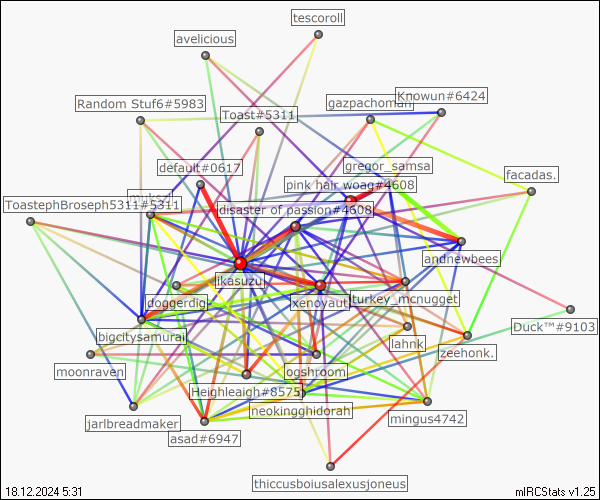 tescoroll
avelicious
Random Stuf6#5983
Toast#5311
gazpachoman
Knowun#6424
default#0617
gregor_samsa
pink hair woag#4608
facadas.
ToastephBroseph5311#5311
disaster of passion#4608
andnewbees
likasuzu
doggerdig
xenoyaut
turkey_mcnugget
bigcitysamurai
lahnk
Duck™#9103
zeehonk.
moonraven
ogshroom
Heighleaigh#8575
neokingghidorah
mingus4742
jarlbreadmaker
asad#6947
thiccusboiusalexusjoneus
18.12.2024 5:31
mIRCStats v1.25